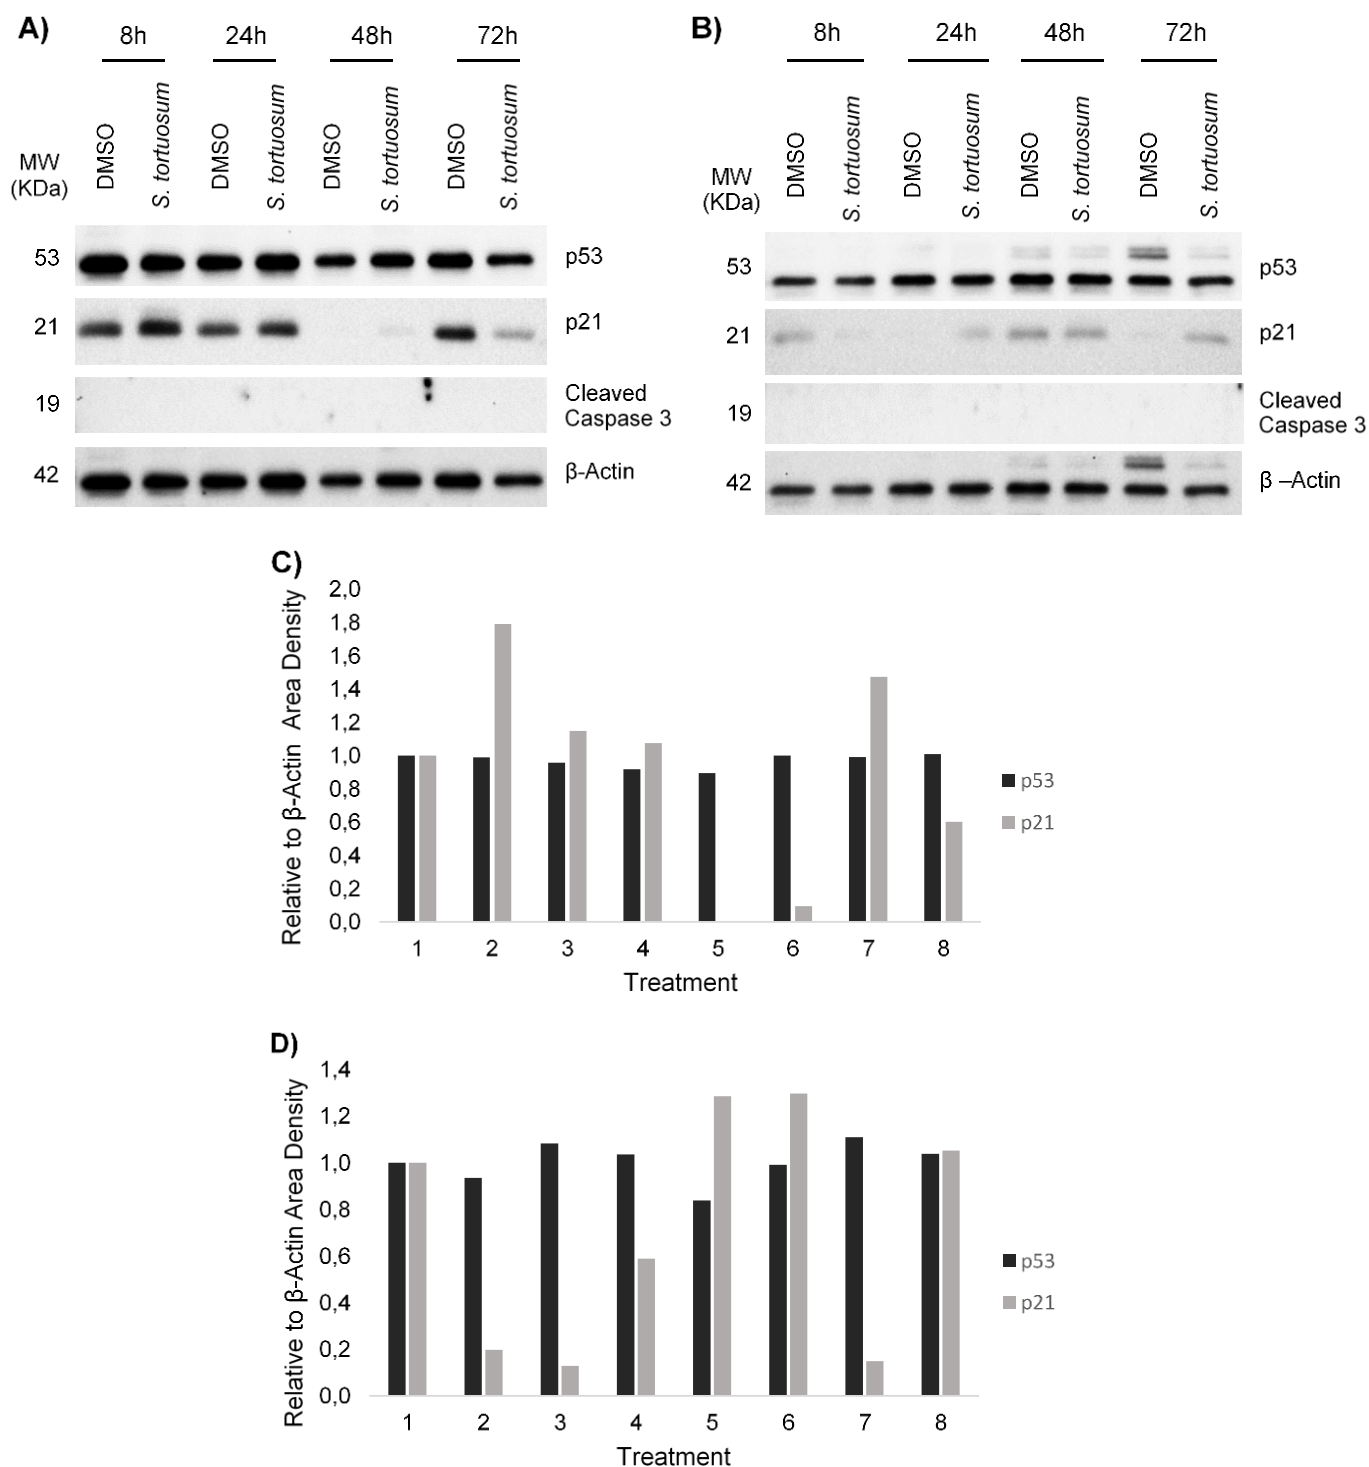 A)
8h 24h 48h 72h
MW
(KDa)
DMSO
S. tortuosum
DMSO
S. tortuosum
DMSO
S. tortuosum
DMSO
S. tortuosum
53 p53
21 p21
19 Cleaved
Caspase 3
42 β-Actin
B)
8h 24h 48h 72h
MW
(KDa)
DMSO
S. tortuosum
DMSO
S. tortuosum
DMSO
S. tortuosum
DMSO
S. tortuosum
53 p53
21 p21
19 Cleaved
Caspase 3
42 β –Actin
C)
Relative to β-Actin Area Density
2,0
1,8
1,6
1,4
1,2
1,0
0,8
0,6
0,4
0,2
0,0
1 2 3 4 5 6 7 8
Treatment
p53
p21
D)
Relative to β-Actin Area Density
1,4
1,2
1,0
0,8
0,6
0,4
0,2
0,0
1 2 3 4 5 6 7 8
Treatment
p53
p21